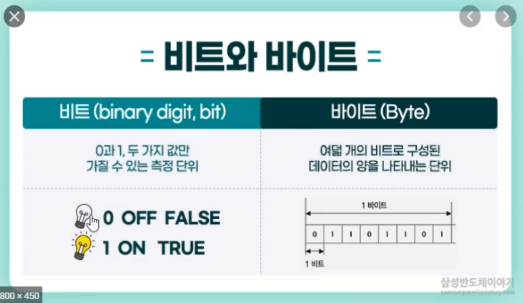 = 비트와 바이트 =
비트 (binary digit, bit)
바이트 (Byte)
0과 1, 두 가지 값만
가질 수 있는 측정 단위
여덟 개의 비트로 구성된
데이터의 양을 나타내는 단위
0 OFF FALSE
1 ON TRUE
1 바이트
0 1 1 0 1 1 0 1
1 비트
삼성반도체이야기
800 × 450